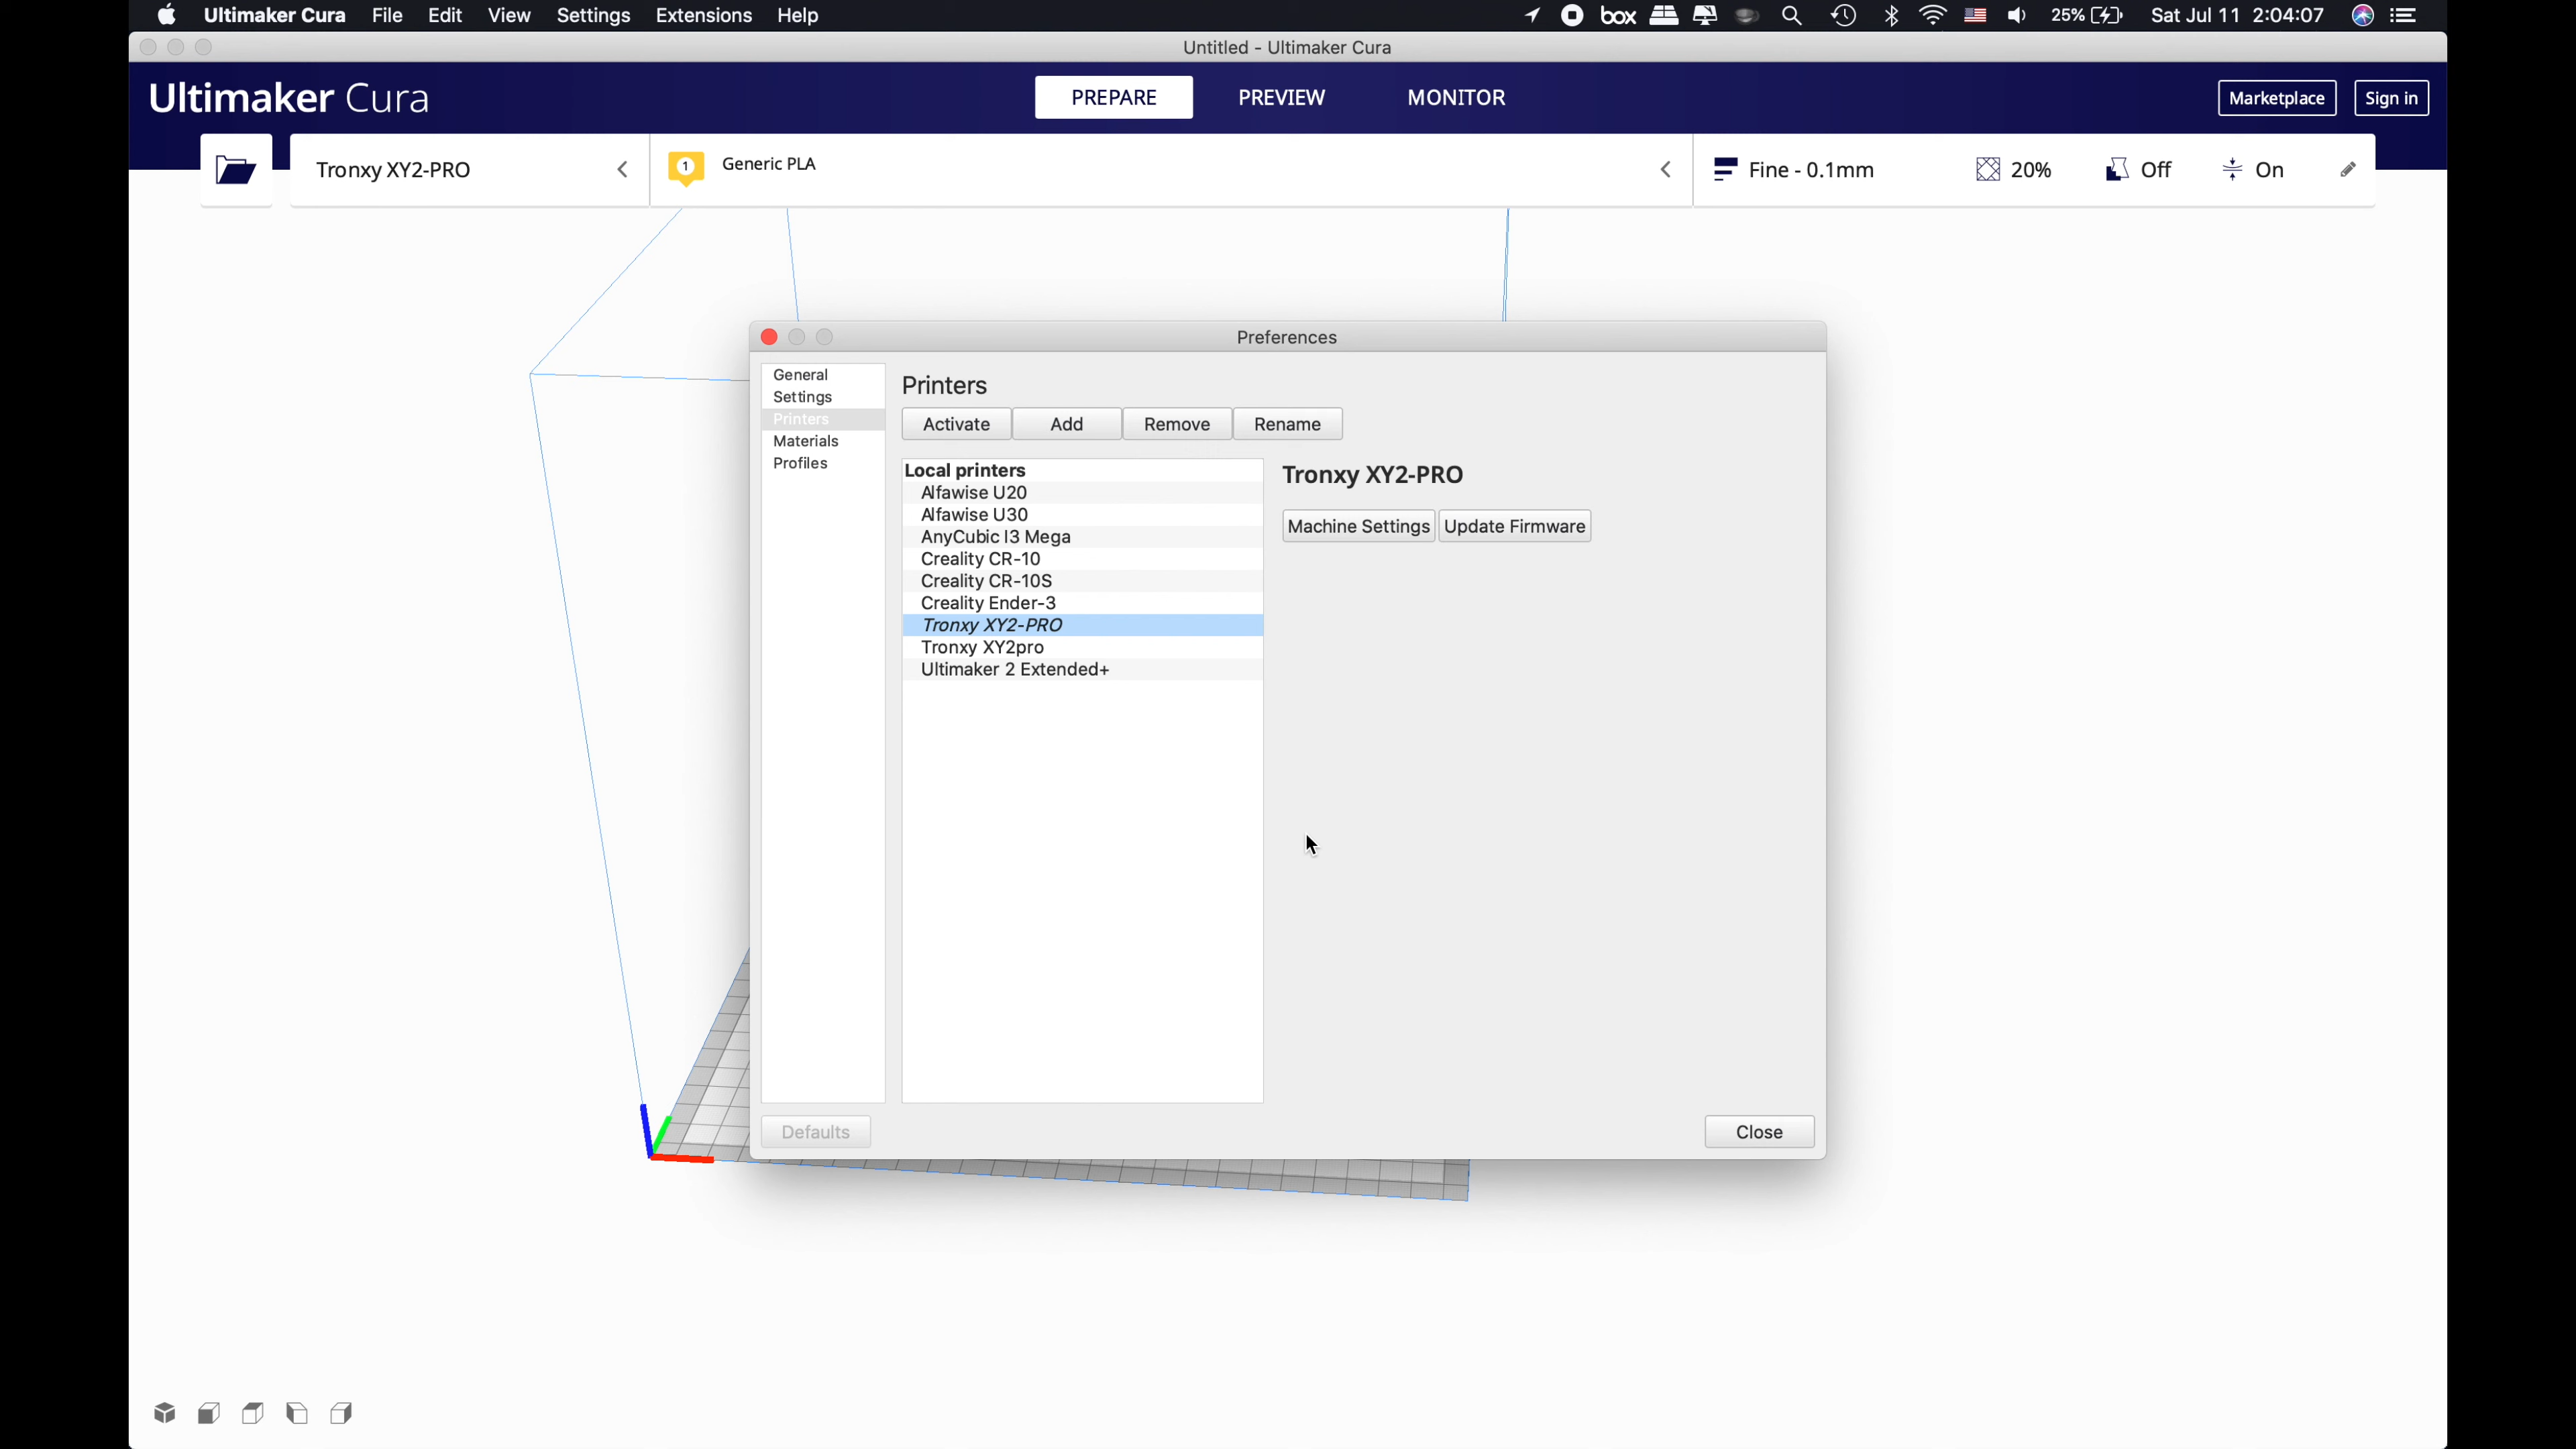 Ultimaker Cura File Edit View Settings Extensions Help box 25% Sat Jul 11 2:04:07
Untitled - Ultimaker Cura
Ultimaker Cura PREPARE PREVIEW MONITOR Marketplace Sign in
Tronxy XY2-PRO 1 Generic PLA Fine - 0.1mm 20% Off On
Preferences
General
Settings
Printers
Materials
Profiles
Printers
Activate Add Remove Rename
Local printers
Alfawise U20
Alfawise U30
AnyCubic I3 Mega
Creality CR-10
Creality CR-10S
Creality Ender-3
Tronxy XY2-PRO
Tronxy XY2pro
Ultimaker 2 Extended+
Tronxy XY2-PRO
Machine Settings Update Firmware
Defaults Close